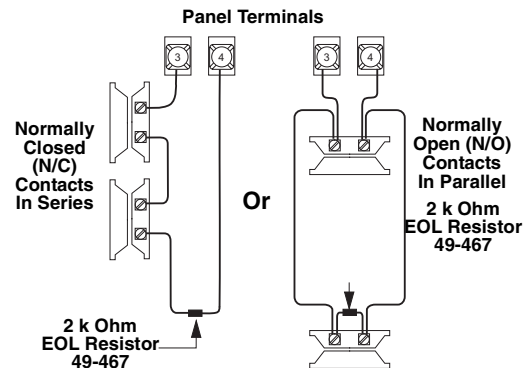 Panel Terminals
3
4
3
4
Normally
Closed
(N/C)
Contacts
In Series
Or
Normally
Open (N/O)
Contacts
In Parallel
2 k Ohm
EOL Resistor
49-467
2 k Ohm
EOL Resistor
49-467